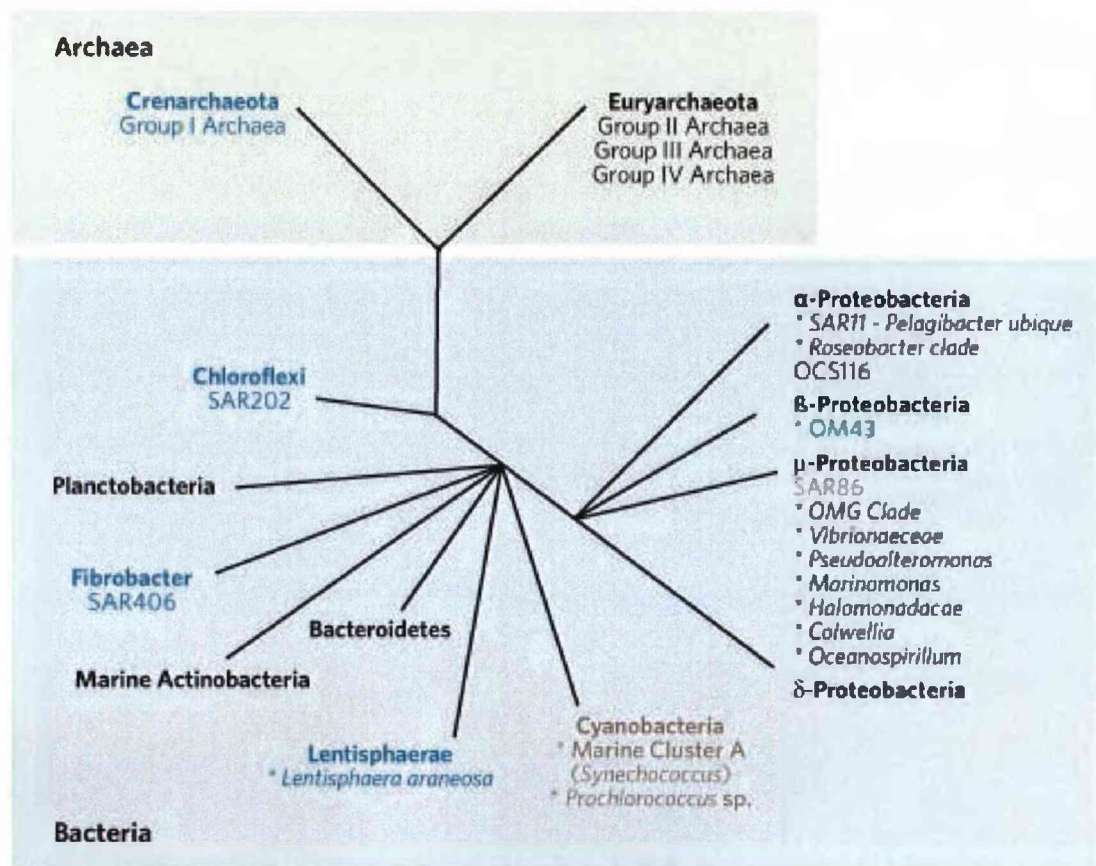 Archaea
Crenarchaeota
Group I Archaea
Euryarchaeota
Group II Archaea
Group III Archaea
Group IV Archaea
α-Proteobacteria
* SAR11 - Pelagibacter ubique
* Roseobacter clade
OCS116
Chloroflexi
SAR202
ß-Proteobacteria
* OM43
μ-Proteobacteria
SAR86
* OMG Clade
* Vibrionaeceae
* Pseudoalteromonas
* Marinamonas
* Halomonadacae
* Colwellia
* Oceanospirillum
δ-Proteobacteria
Planctobacteria
Fibrobacter
SAR406
Bacteroidetes
Marine Actinobacteria
Lentisphaerae
* Lentisphaera araneosa
Cyanobacteria
* Marine Cluster A
(Synechococcus)
* Prochlorococcus sp.
Bacteria